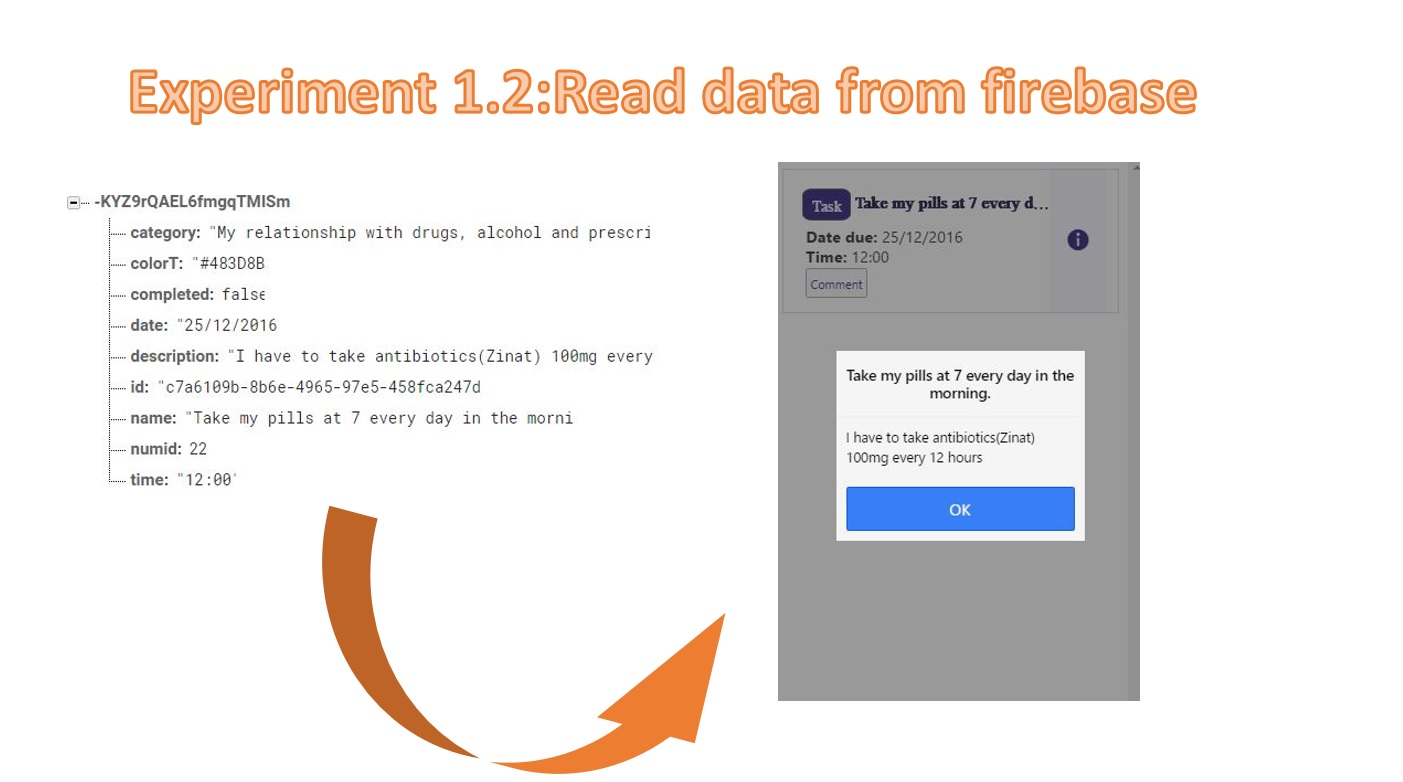 Experiment 1.2:Read data from firebase
-KYZ9rQAEL6fmgqTMISm
category: "My relationship with drugs, alcohol and prescri
colorT: "#483D8B
completed: false
date: "25/12/2016
description: "I have to take antibiotics(Zinat) 100mg every
id: "c7a6109b-8b6e-4965-97e5-458fca247d
name: "Take my pills at 7 every day in the morni
numid: 22
time: "12:00"
Task Take my pills at 7 every d...
Date due: 25/12/2016
Time: 12:00
Comment
Take my pills at 7 every day in the
morning.
I have to take antibiotics(Zinat)
100mg every 12 hours
OK